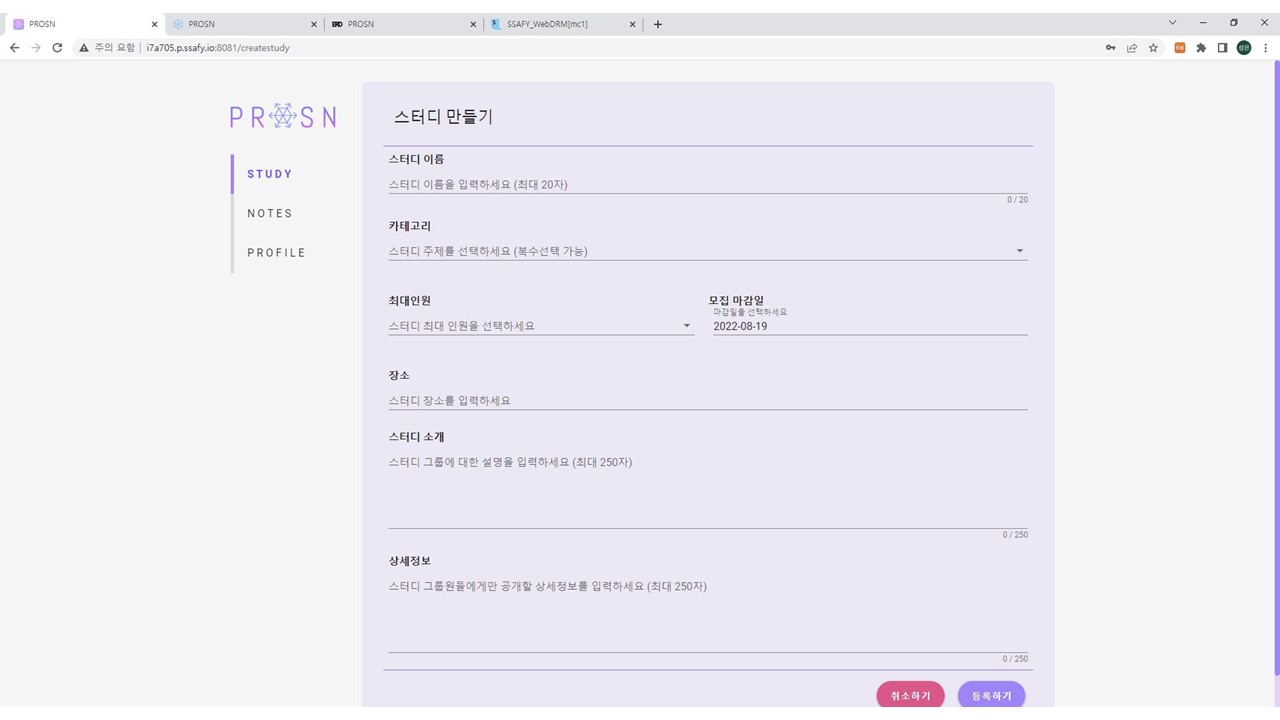 PROSN
PROSN
PROSN
SSAFY_WebDRM[mc1]
주의 요함
i7a705.p.ssafy.io:8081/createstudy
PROSN
STUDY
NOTES
PROFILE
스터디 만들기
스터디 이름
스터디 이름을 입력하세요 (최대 20자)
0 / 20
카테고리
스터디 주제를 선택하세요 (복수선택 가능)
최대인원
스터디 최대 인원을 선택하세요
모집 마감일
마감일을 선택하세요
2022-08-19
장소
스터디 장소를 입력하세요
스터디 소개
스터디 그룹에 대한 설명을 입력하세요 (최대 250자)
0 / 250
상세정보
스터디 그룹원들에게만 공개할 상세정보를 입력하세요 (최대 250자)
0 / 250
취소하기
등록하기